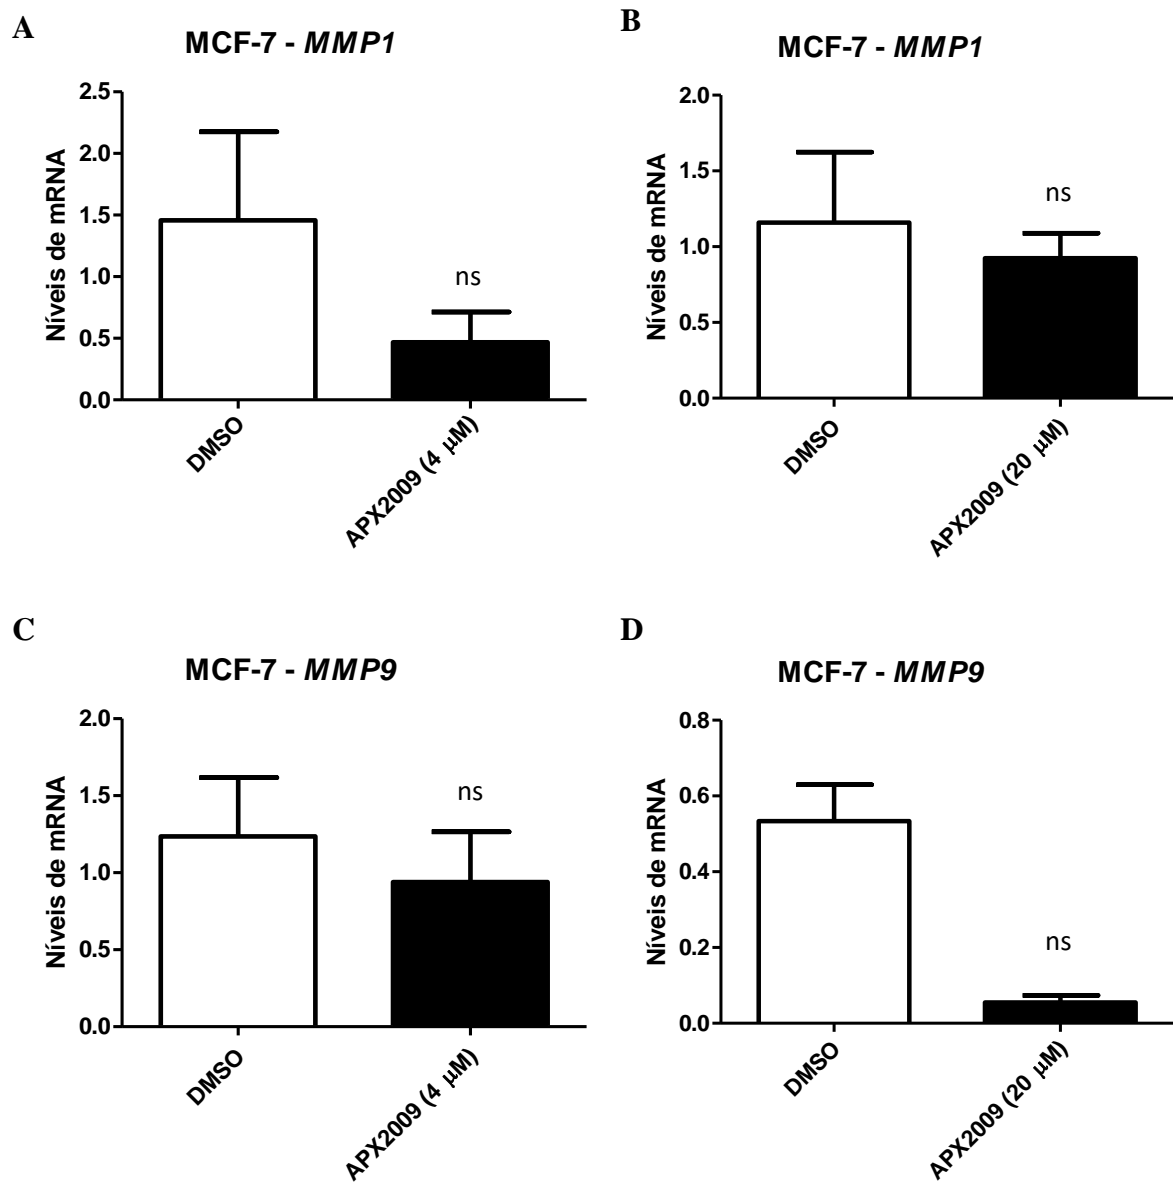 A
MCF-7 - MMP1
Níveis de mRNA
2.5
2.0
1.5
1.0
0.5
0.0
ns
DMSO
APX2009 (4 μM)
B
MCF-7 - MMP1
Níveis de mRNA
2.0
1.5
1.0
0.5
0.0
ns
DMSO
APX2009 (20 μM)
C
MCF-7 - MMP9
Níveis de mRNA
2.0
1.5
1.0
0.5
0.0
ns
DMSO
APX2009 (4 μM)
D
MCF-7 - MMP9
Níveis de mRNA
0.8
0.6
0.4
0.2
0.0
ns
DMSO
APX2009 (20 μM)